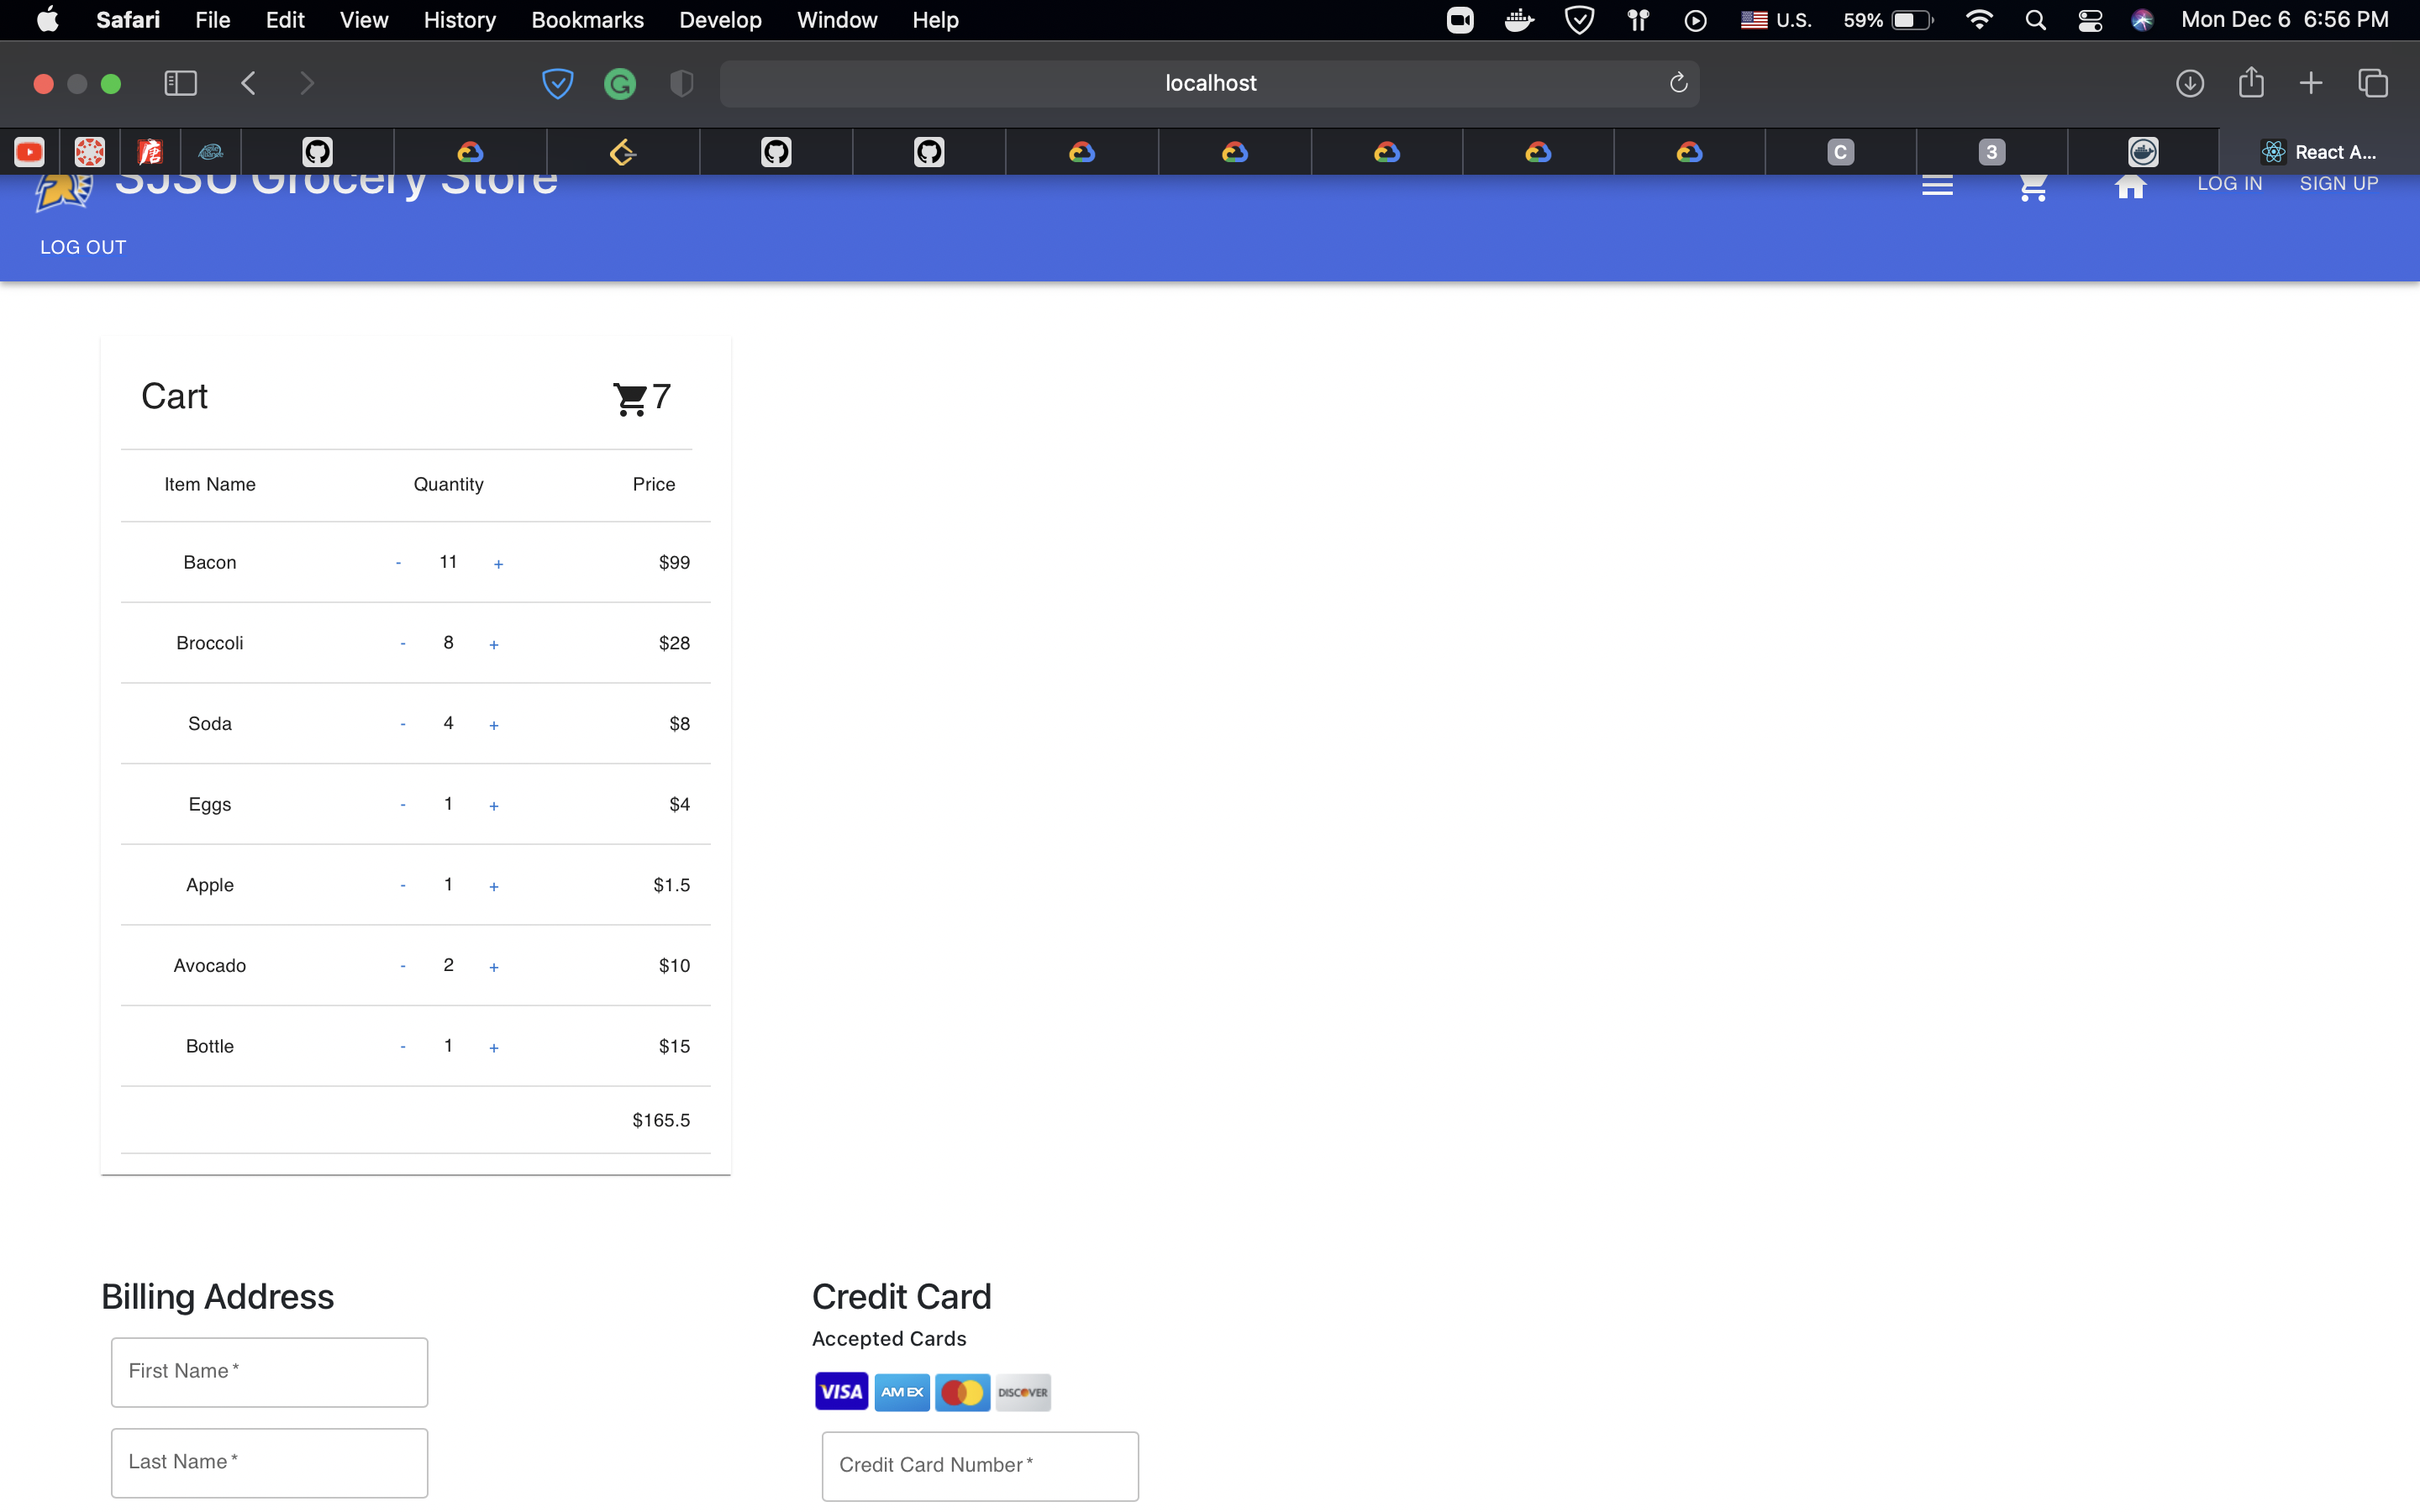 Safari File Edit View History Bookmarks Develop Window Help U.S. 59% Mon Dec 6 6:56 PM
localhost
C 3 React A...
SJSU Grocery Store LOG IN SIGN UP
LOG OUT
Cart 7
Item Name Quantity Price
Bacon - 11 + $99
Broccoli - 8 + $28
Soda - 4 + $8
Eggs - 1 + $4
Apple - 1 + $1.5
Avocado - 2 + $10
Bottle - 1 + $15
$165.5
Billing Address Credit Card
Accepted Cards
First Name *
VISA AM EX DISCOVER
Last Name *
Credit Card Number *